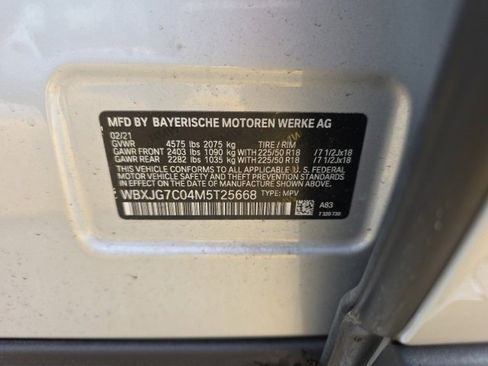 MFD BY BAYERISCHE MOTOREN WERKE AG
02/21
GVWR 4575 lbs 2075 kg TIRE / RIM
GAWR FRONT 2403 lbs 1090 kg WITH 225/50 R18 / 7 1/2Jx18
GAWR REAR 2282 lbs 1035 kg WITH 225/50 R18 / 7 1/2Jx18
THIS VEHICLE CONFORMS TO ALL APPLICABLE U. S. FEDERAL
MOTOR VEHICLE SAFETY AND THEFT PREVENTION STANDARDS
IN EFFECT ON THE DATE OF MANUFACTURE SHOWN ABOVE.
WBXJG7C04M5T25668 TYPE: MPV
A83
7 320 730